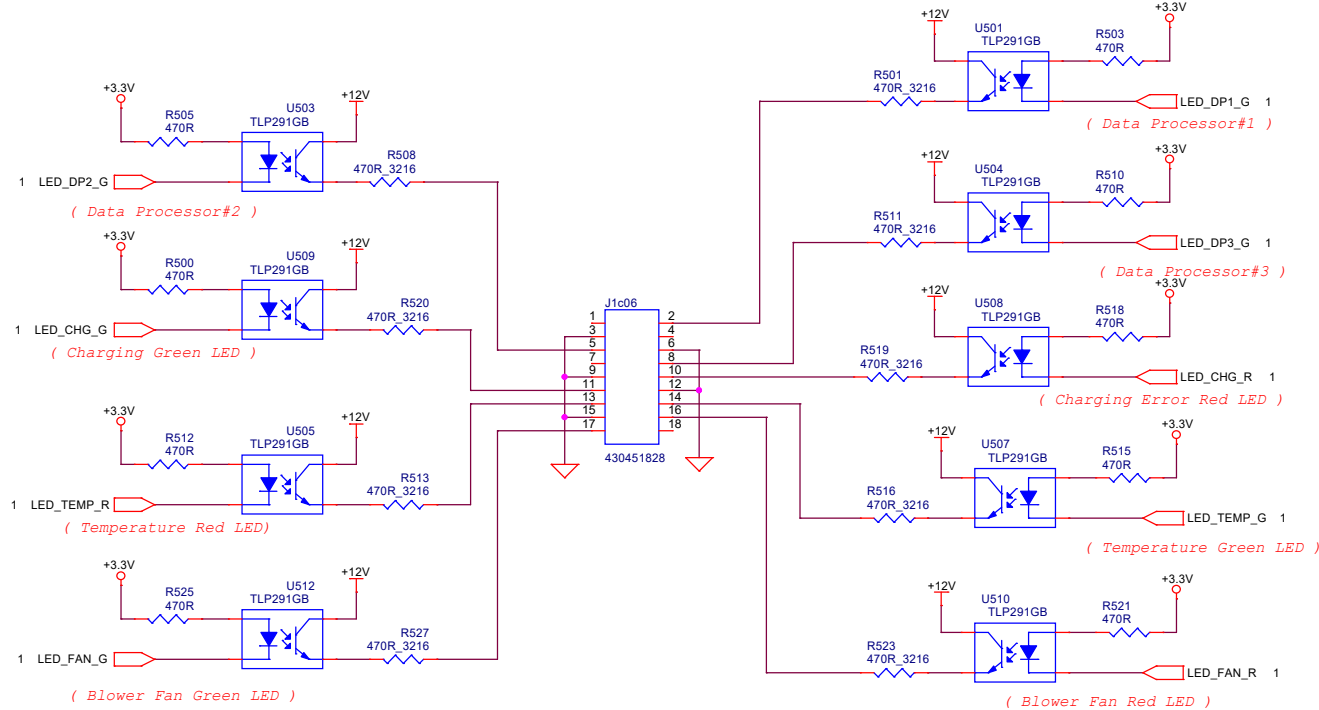 +3.3V
R505
470R
U503
TLP291GB
+12V
R508
470R_3216
1 LED_DP2_G
( Data Processor#2 )
+3.3V
R500
470R
U509
TLP291GB
+12V
R520
470R_3216
1 LED_CHG_G
( Charging Green LED )
+3.3V
R512
470R
U505
TLP291GB
+12V
R513
470R_3216
1 LED_TEMP_R
( Temperature Red LED)
+3.3V
R525
470R
U512
TLP291GB
+12V
R527
470R_3216
1 LED_FAN_G
( Blower Fan Green LED )
J1c06
1 2
3 4
5 6
7 8
9 10
11 12
13 14
15 16
17 18
430451828
+12V
U501
TLP291GB
R503
470R
+3.3V
R501
470R_3216
LED_DP1_G 1
( Data Processor#1 )
+12V
U504
TLP291GB
R510
470R
+3.3V
R511
470R_3216
LED_DP3_G 1
( Data Processor#3 )
+12V
U508
TLP291GB
R518
470R
+3.3V
R519
470R_3216
LED_CHG_R 1
( Charging Error Red LED )
+12V
U507
TLP291GB
R515
470R
+3.3V
R516
470R_3216
LED_TEMP_G 1
( Temperature Green LED )
+12V
U510
TLP291GB
R521
470R
+3.3V
R523
470R_3216
LED_FAN_R 1
( Blower Fan Red LED )